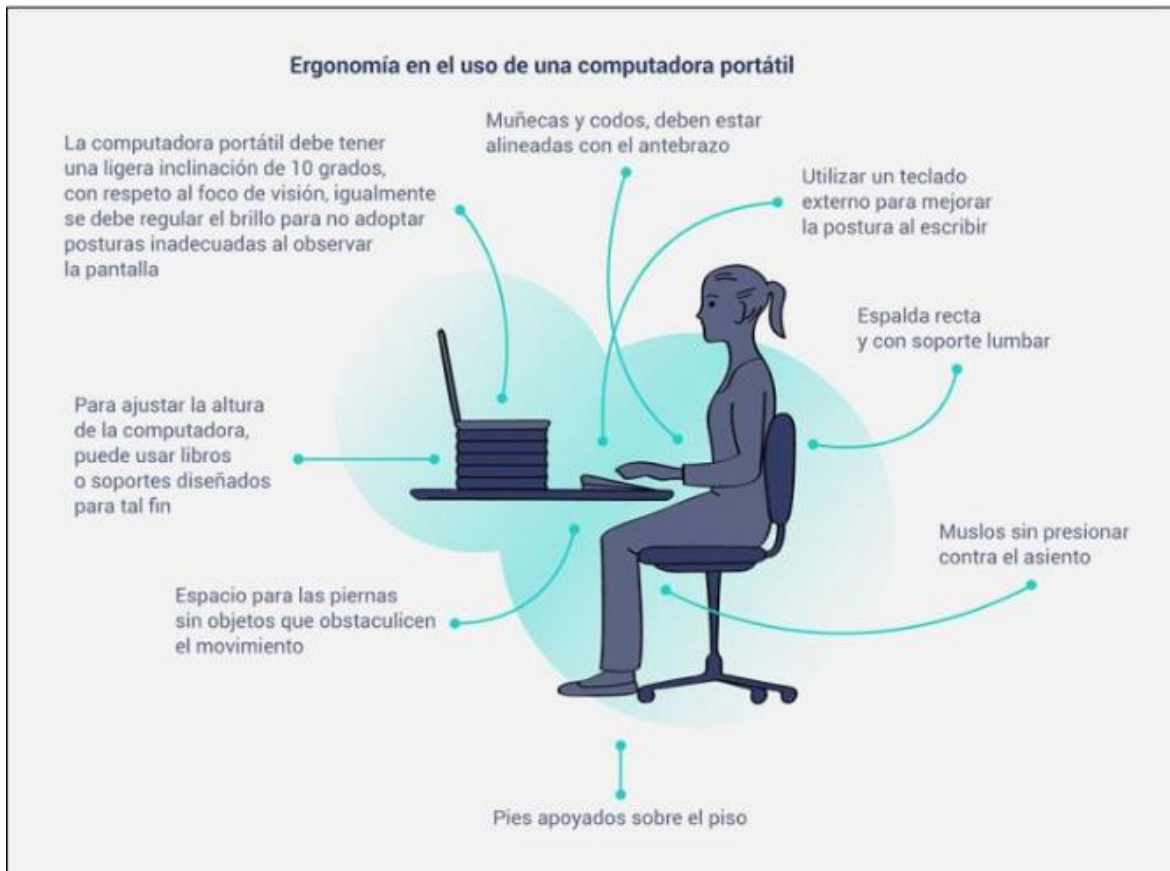 Ergonomía en el uso de una computadora portátil
La computadora portátil debe tener
una ligera inclinación de 10 grados,
con respeto al foco de visión, igualmente
se debe regular el brillo para no adoptar
posturas inadecuadas al observar
la pantalla
Muñecas y codos, deben estar
alineadas con el antebrazo
Utilizar un teclado
externo para mejorar
la postura al escribir
Espalda recta
y con soporte lumbar
Para ajustar la altura
de la computadora,
puede usar libros
o soportes diseñados
para tal fin
Muslos sin presionar
contra el asiento
Espacio para las piernas
sin objetos que obstaculicen
el movimiento
Pies apoyados sobre el piso